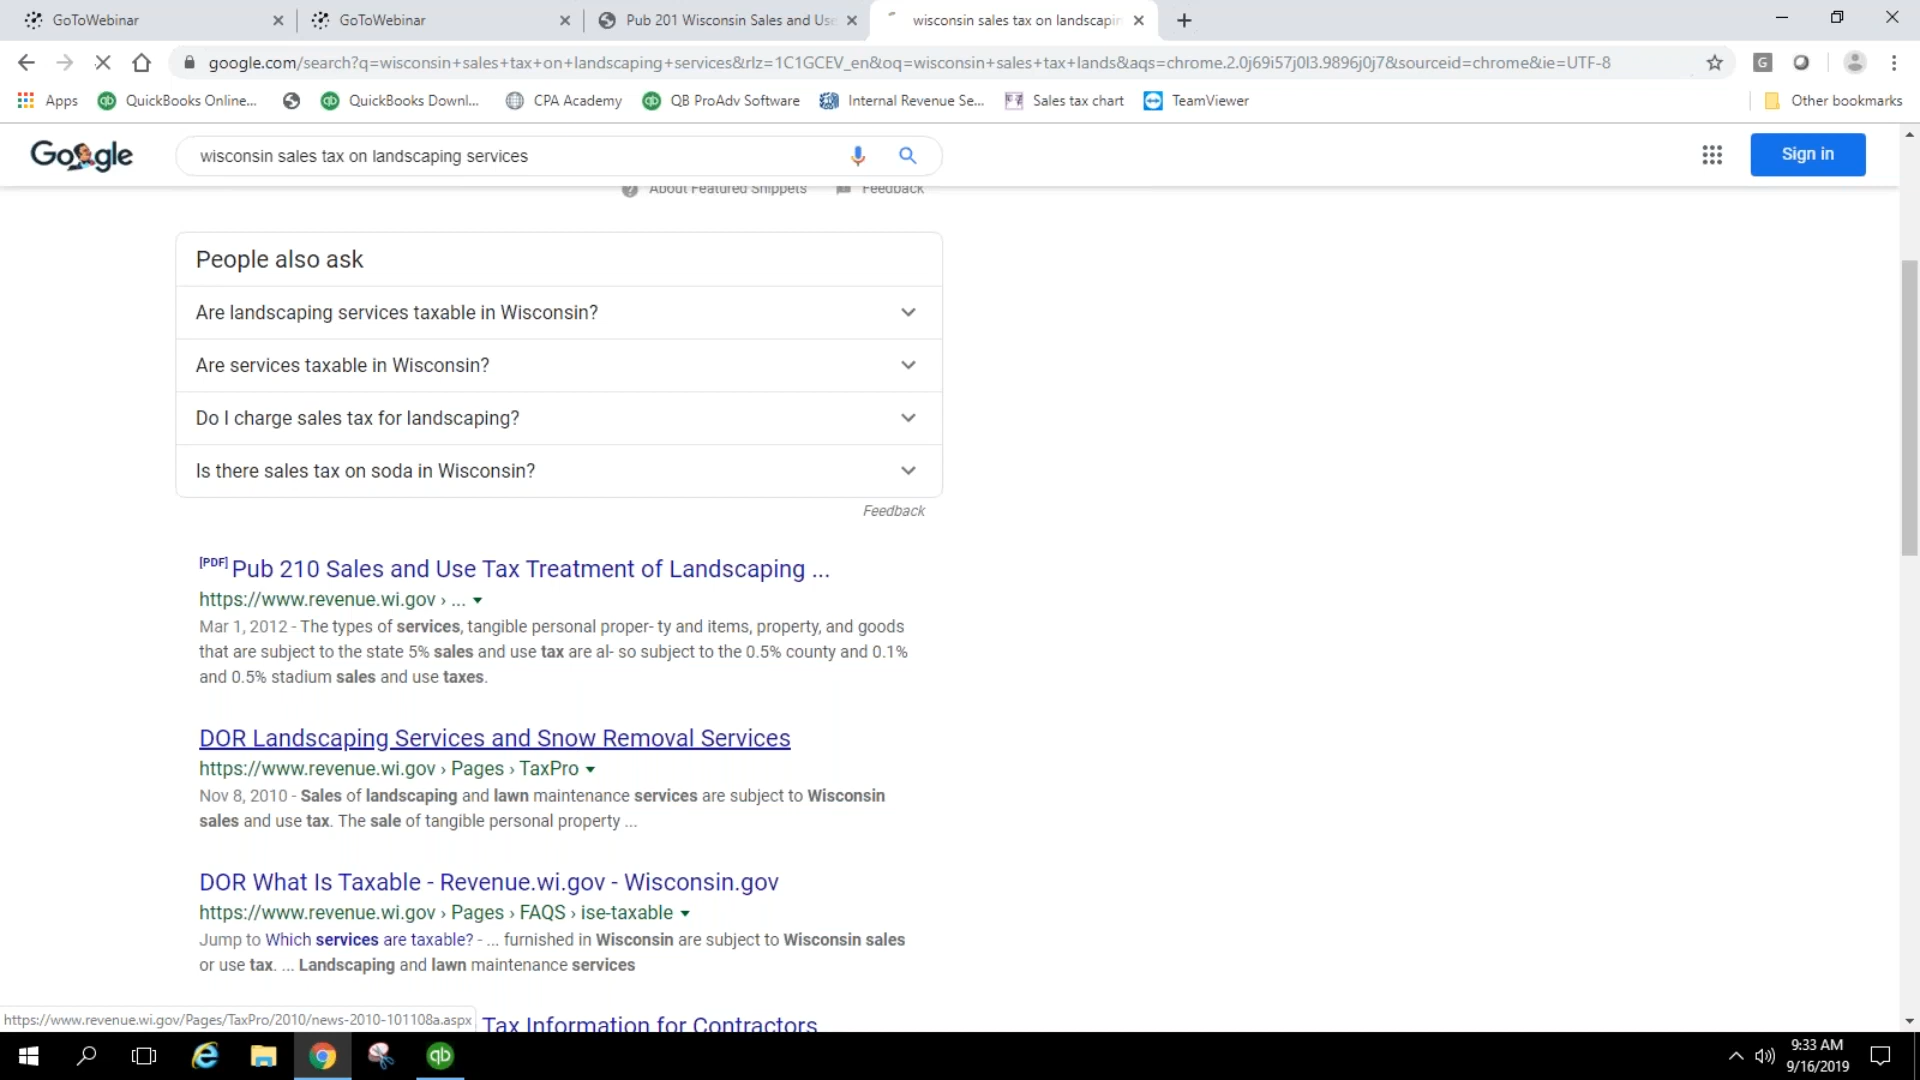 GoToWebinar
GoToWebinar
Pub 201 Wisconsin Sales and Use
wisconsin sales tax on landscapin
google.com/search?q=wisconsin+sales+tax+on+landscaping+services&rlz=1C1GCEV_en&oq=wisconsin+sales+tax+lands&aqs=chrome.2.0j69i57j0l3.9896j0j7&sourceid=chrome&ie=UTF-8
G
Apps
qb QuickBooks Online...
qb QuickBooks Downl...
CPA Academy
qb QB ProAdv Software
Internal Revenue Se...
Sales tax chart
TeamViewer
Other bookmarks
Google
wisconsin sales tax on landscaping services
Sign in
About Featured Snippets
Feedback
People also ask
Are landscaping services taxable in Wisconsin?
Are services taxable in Wisconsin?
Do I charge sales tax for landscaping?
Is there sales tax on soda in Wisconsin?
Feedback
[PDF] Pub 210 Sales and Use Tax Treatment of Landscaping ...
https://www.revenue.wi.gov › ...
Mar 1, 2012 - The types of services, tangible personal proper- ty and items, property, and goods
that are subject to the state 5% sales and use tax are al- so subject to the 0.5% county and 0.1%
and 0.5% stadium sales and use taxes.
DOR Landscaping Services and Snow Removal Services
https://www.revenue.wi.gov › Pages › TaxPro
Nov 8, 2010 - Sales of landscaping and lawn maintenance services are subject to Wisconsin
sales and use tax. The sale of tangible personal property ...
DOR What Is Taxable - Revenue.wi.gov - Wisconsin.gov
https://www.revenue.wi.gov › Pages › FAQS › ise-taxable
Jump to Which services are taxable? - ... furnished in Wisconsin are subject to Wisconsin sales
or use tax. ... Landscaping and lawn maintenance services
https://www.revenue.wi.gov/Pages/TaxPro/2010/news-2010-101108a.aspx
Tax Information for Contractors
qb
9:33 AM
9/16/2019